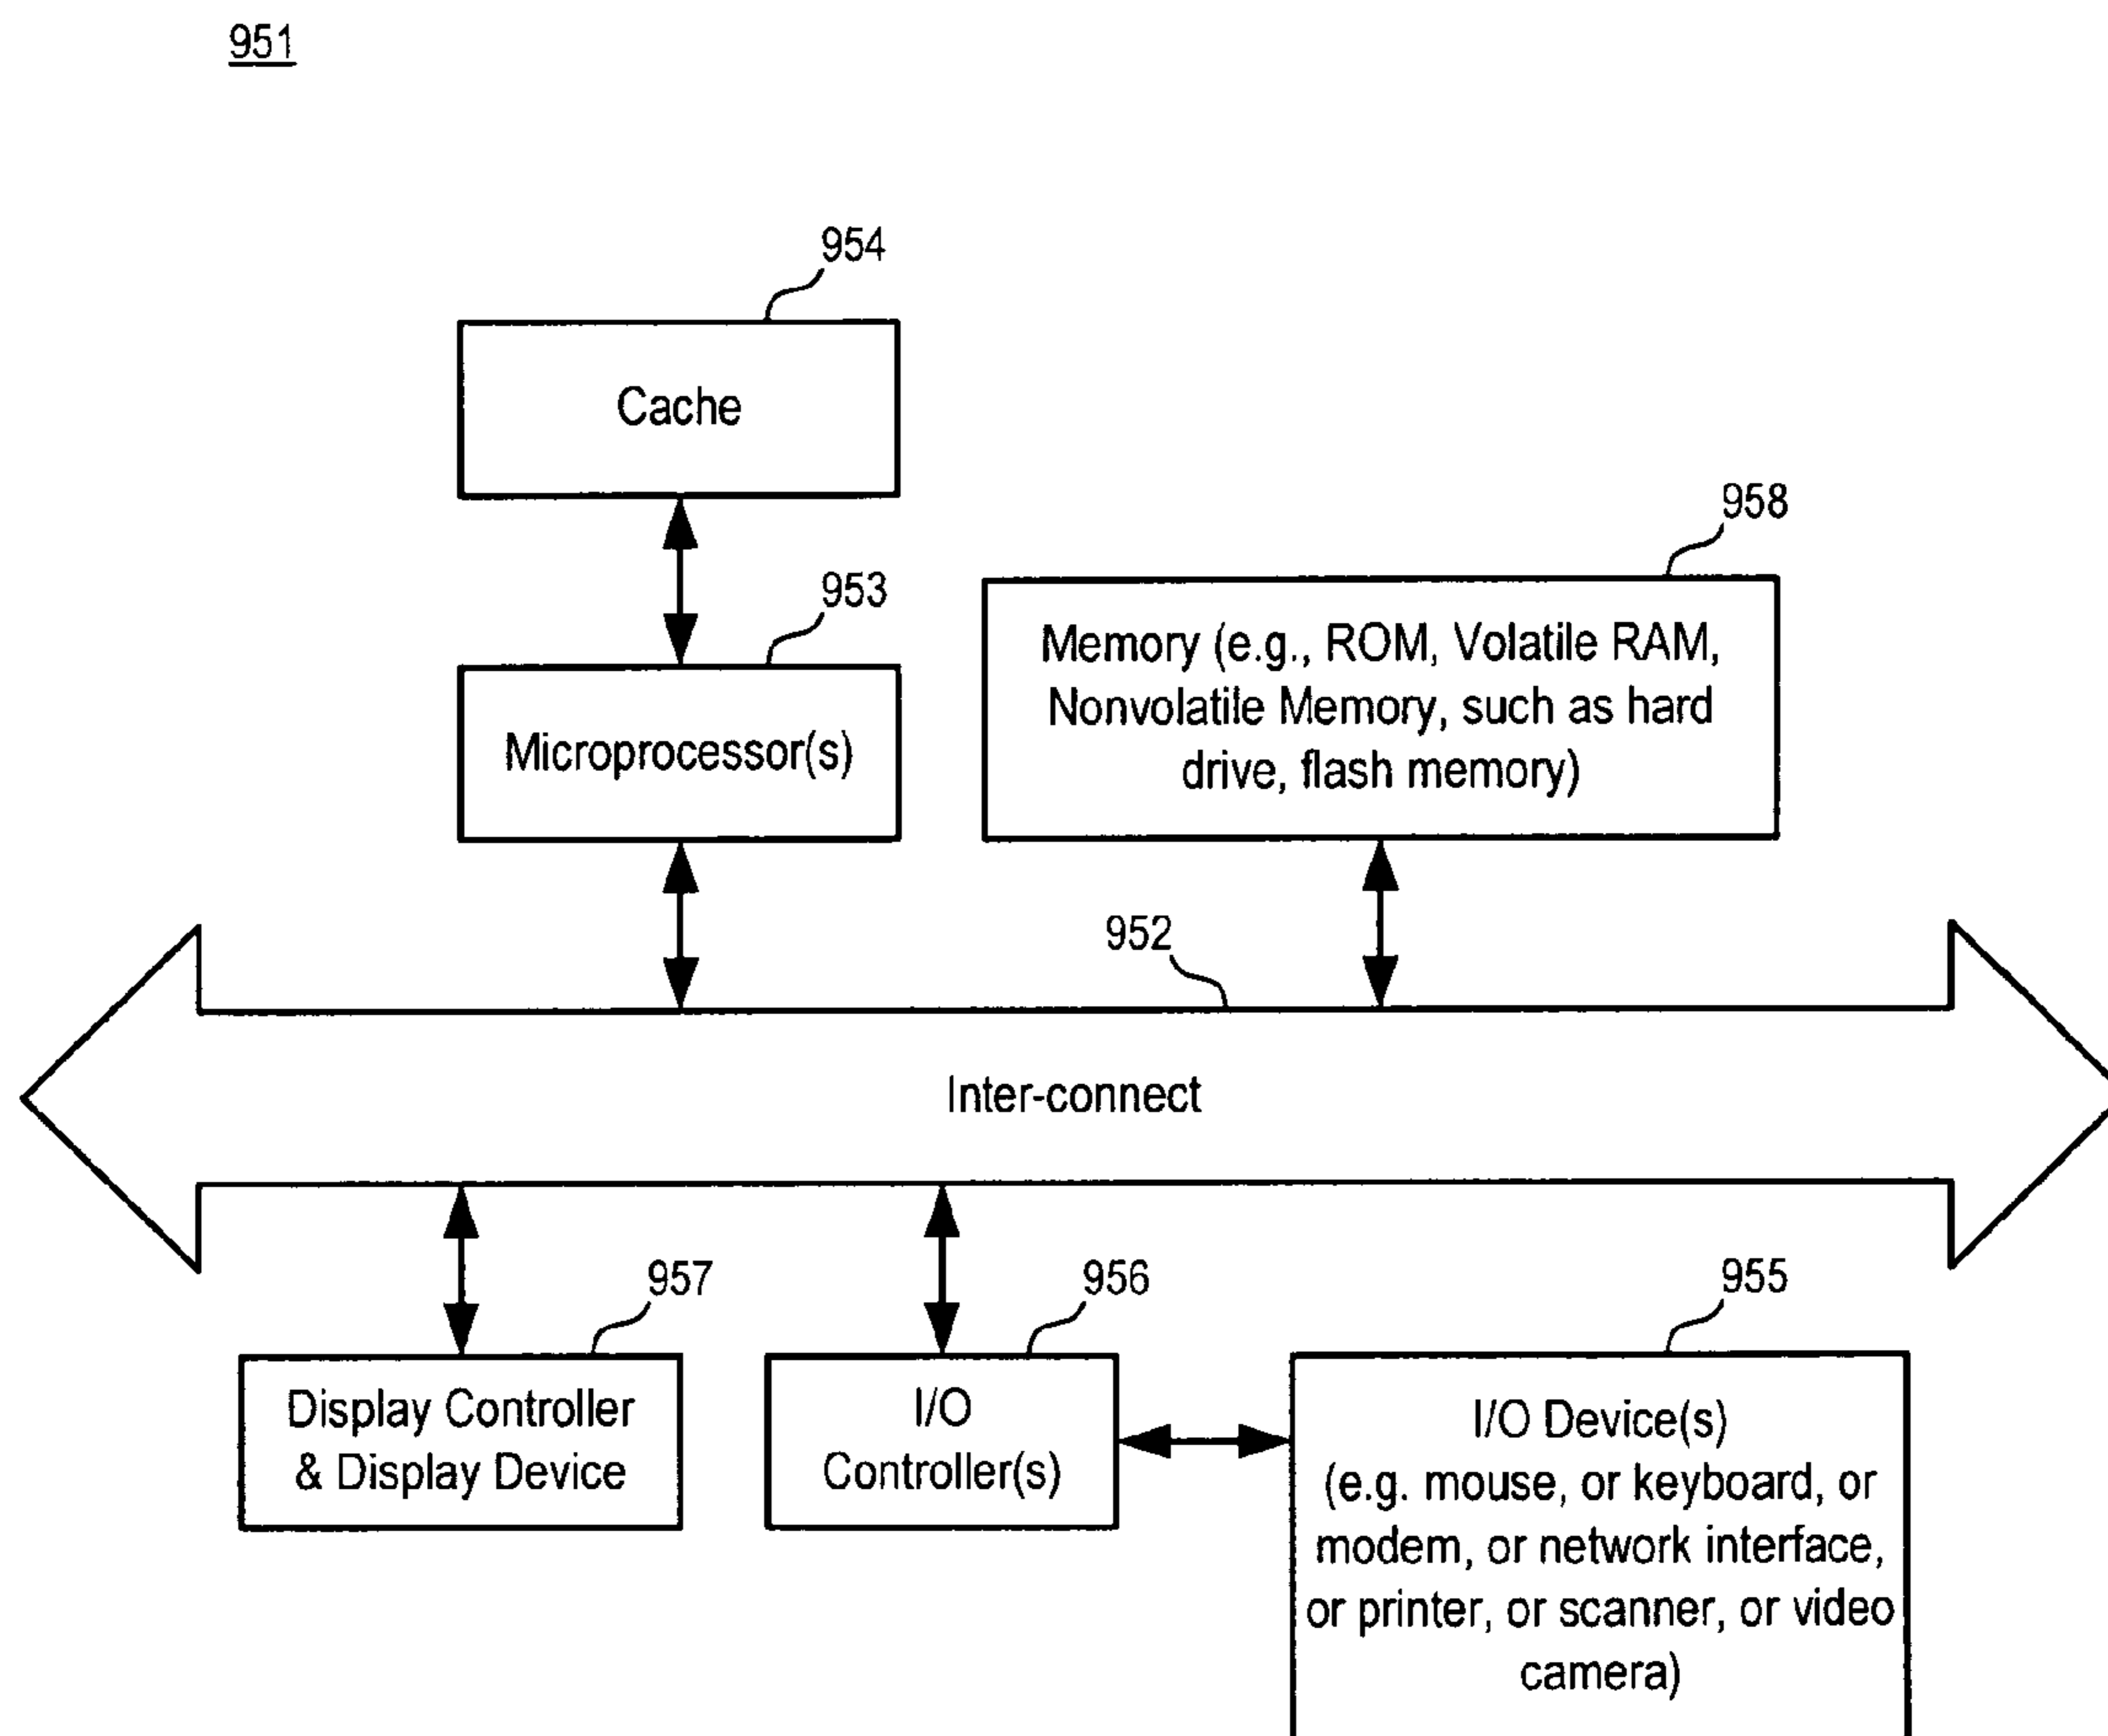 951
954
Cache
958
953
Memory (e.g., ROM, Volatile RAM,
Nonvolatile Memory, such as hard
drive, flash memory)
Microprocessor(s)
952
Inter-connect
957
956
955
Display Controller
& Display Device
I/O
Controller(s)
I/O Device(s)
(e.g. mouse, or keyboard, or
modem, or network interface,
or printer, or scanner, or video
camera)